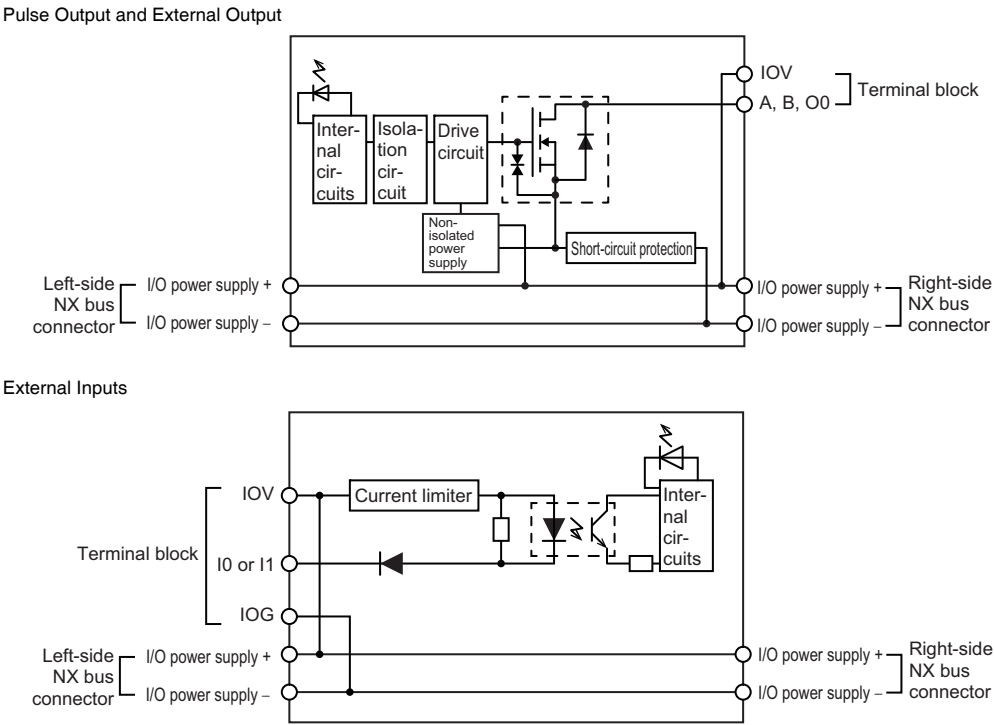 Pulse Output and External Output
IOV
A, B, O0
Terminal block
Inter-
nal
cir-
cuits
Isola-
tion
cir-
cuit
Drive
circuit
Non-
isolated
power
supply
Short-circuit protection
Left-side
NX bus
connector
I/O power supply +
I/O power supply –
I/O power supply +
I/O power supply –
Right-side
NX bus
connector
External Inputs
Terminal block
IOV
I0 or I1
IOG
Current limiter
Inter-
nal
cir-
cuits
Left-side
NX bus
connector
I/O power supply +
I/O power supply –
I/O power supply +
I/O power supply –
Right-side
NX bus
connector